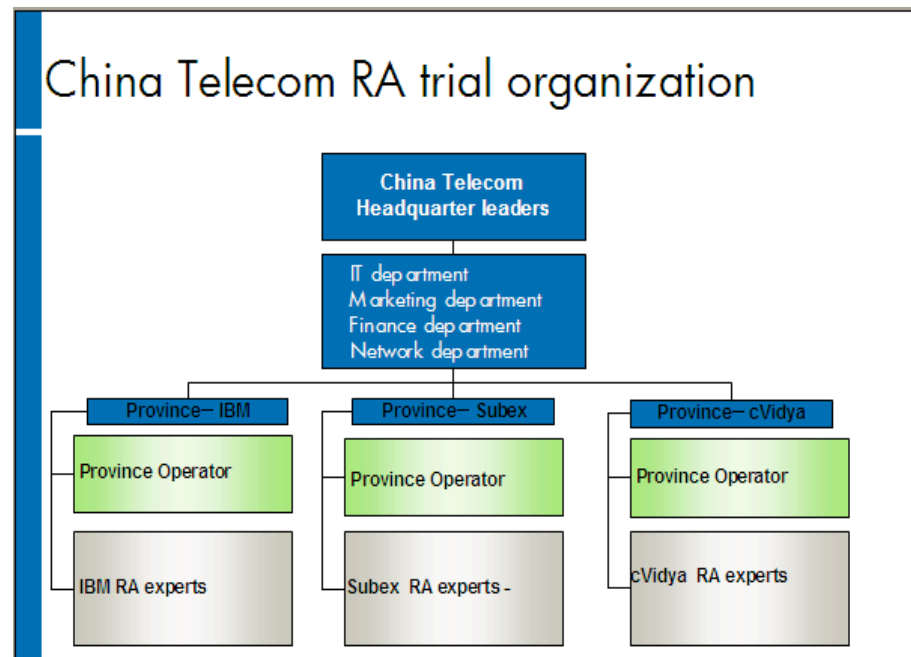 China Telecom RA trial organization
China Telecom
Headquarter leaders
IT department
Marketing department
Finance department
Network department
Province– IBM
Province– Subex
Province– cVidya
Province Operator
Province Operator
Province Operator
IBM RA experts
Subex RA experts -
cVidya RA experts